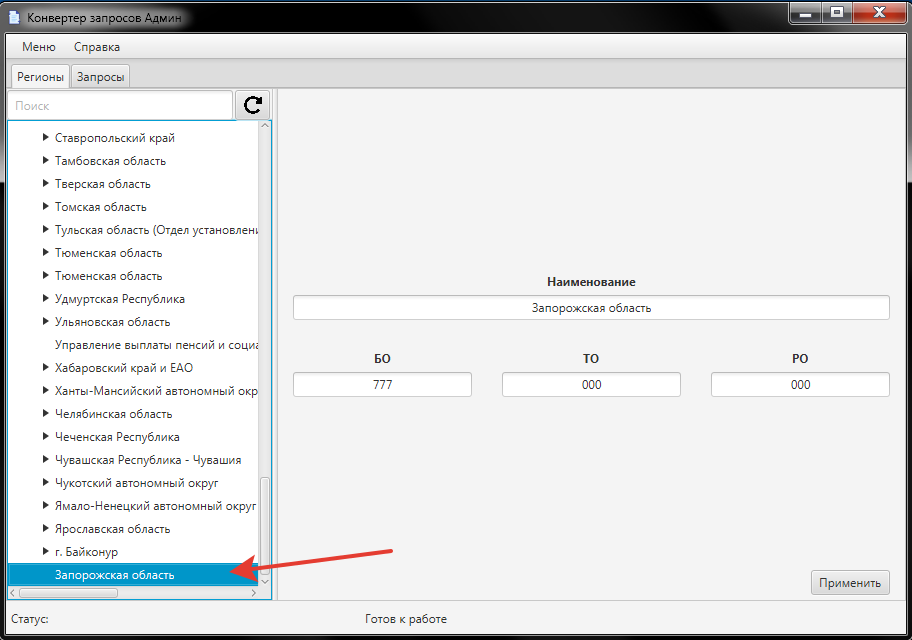 Конвертер запросов Админ
Меню Справка
Регионы Запросы
Поиск
Ставропольский край
Тамбовская область
Тверская область
Томская область
Тульская область (Отдел установлени
Тюменская область
Тюменская область
Удмуртская Республика
Ульяновская область
Управление выплаты пенсий и социа
Хабаровский край и ЕАО
Ханты-Мансийский автономный окр
Челябинская область
Чеченская Республика
Чувашская Республика - Чувашия
Чукотский автономный округ
Ямало-Ненецкий автономный округ
Ярославская область
г. Байконур
Запорожская область
Наименование
Запорожская область
БО ТО РО
777 000 000
Применить
Статус: Готов к работе